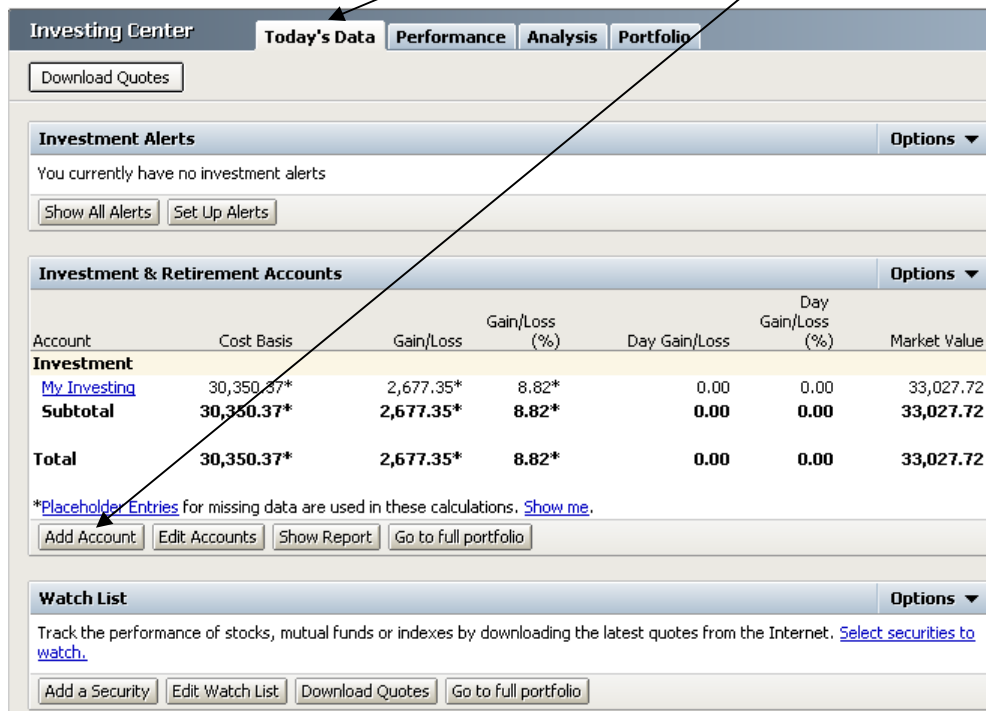 Investing Center Today's Data Performance Analysis Portfolio
Download Quotes
Investment Alerts Options
You currently have no investment alerts
Show All Alerts Set Up Alerts
Investment & Retirement Accounts Options
Day
Gain/Loss Gain/Loss
Account Cost Basis Gain/Loss (%) Day Gain/Loss (%) Market Value
Investment
My Investing 30,350.37* 2,677.35* 8.82* 0.00 0.00 33,027.72
Subtotal 30,350.37* 2,677.35* 8.82* 0.00 0.00 33,027.72
Total 30,350.37* 2,677.35* 8.82* 0.00 0.00 33,027.72
*Placeholder Entries for missing data are used in these calculations. Show me.
Add Account Edit Accounts Show Report Go to full portfolio
Watch List Options
Track the performance of stocks, mutual funds or indexes by downloading the latest quotes from the Internet. Select securities to
watch.
Add a Security Edit Watch List Download Quotes Go to full portfolio